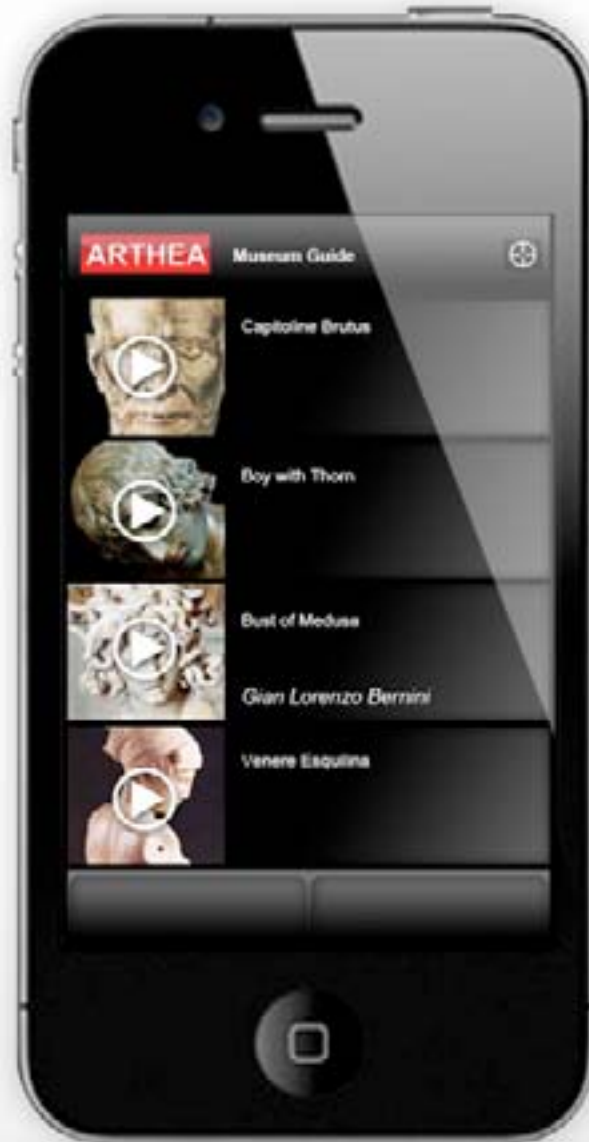 ARTHEA Museum Guide
Capitoline Brutus
Boy with Thorn
Bust of Medusa
Gian Lorenzo Bernini
Venere Esquilina